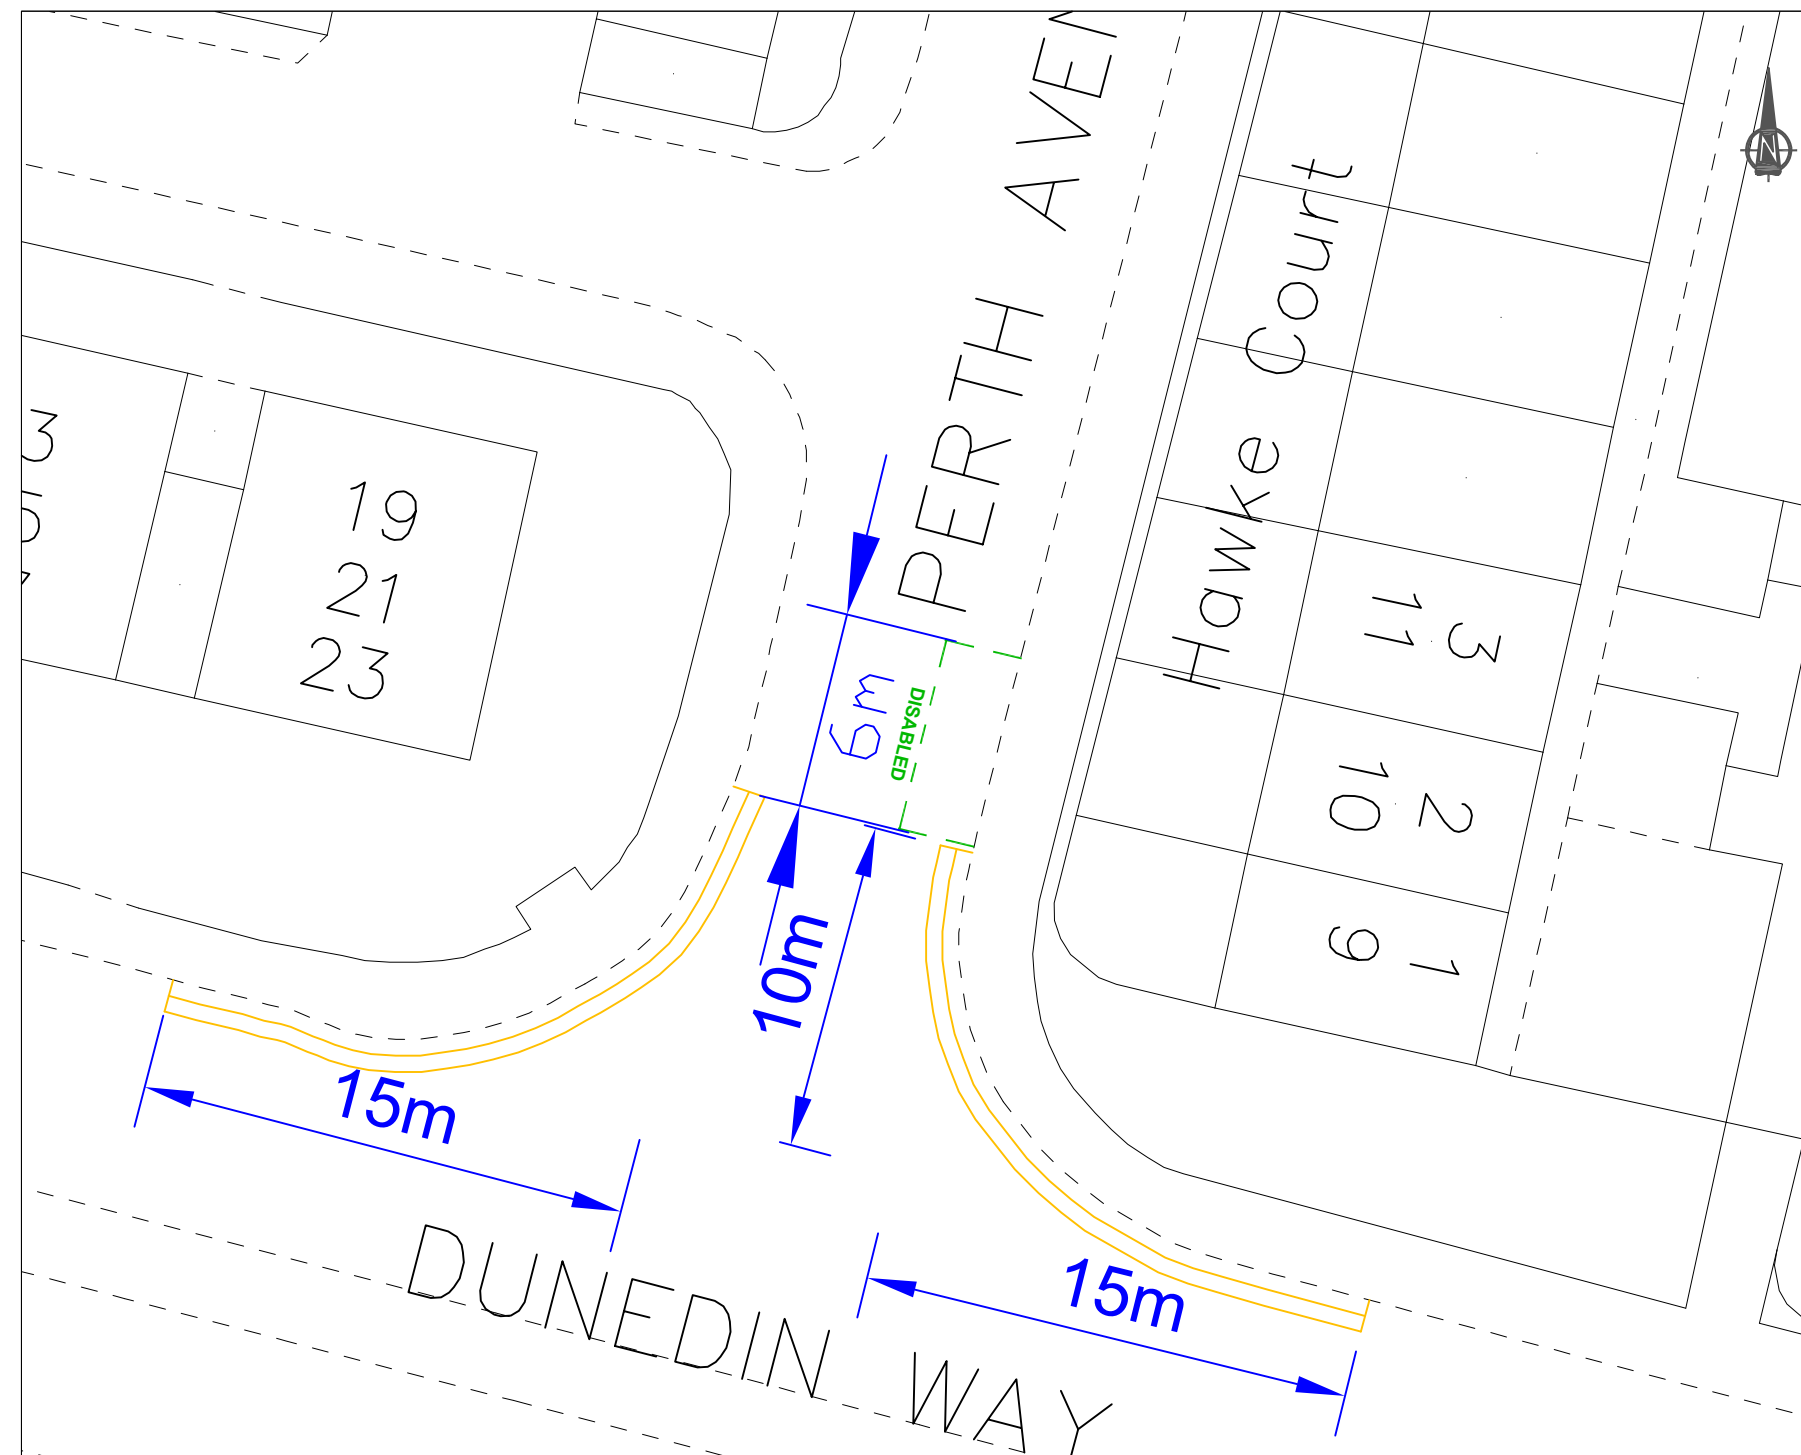 PERTH AVEN
N
Hawke Court
19
21
23
3
11
2
10
1
9
6m
DISABLED
10m
15m
15m
DUNEDIN WAY